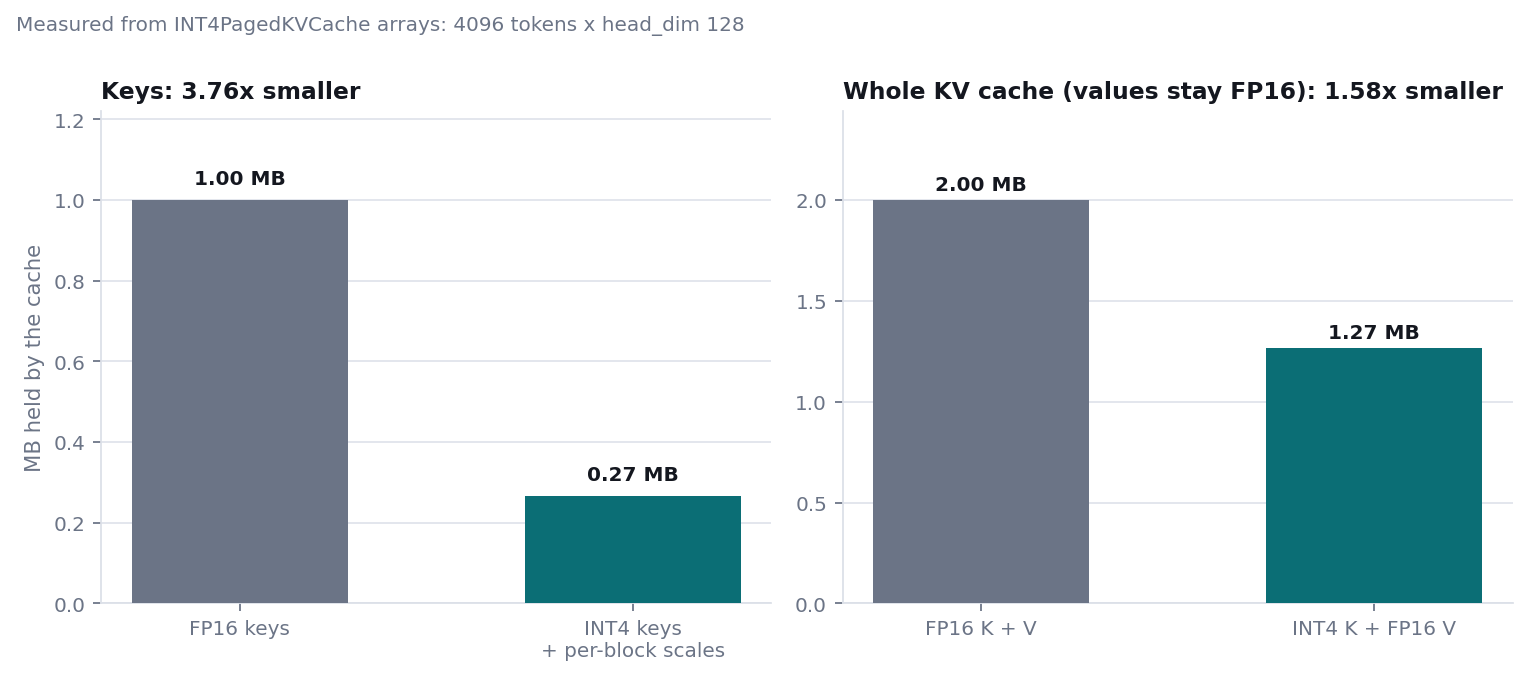 Measured from INT4PagedKVCache arrays: 4096 tokens x head_dim 128
Keys: 3.76x smaller
MB held by the cache
1.2
1.0
0.8
0.6
0.4
0.2
0.0
1.00 MB
0.27 MB
FP16 keys
INT4 keys
+ per-block scales
Whole KV cache (values stay FP16): 1.58x smaller
2.0
1.5
1.0
0.5
0.0
2.00 MB
1.27 MB
FP16 K + V
INT4 K + FP16 V